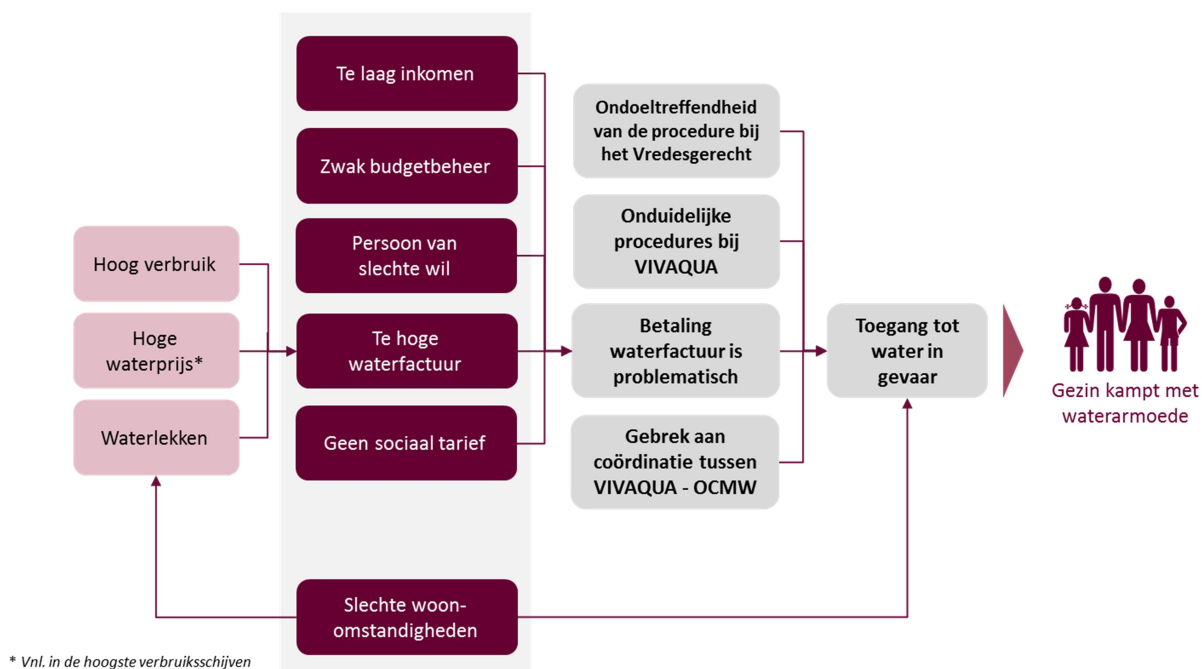 Te laag inkomen
Zwak budgetbeheer
Persoon van
slechte wil
Te hoge
waterfactuur
Geen sociaal tarief
Slechte woon-
omstandigheden
Hoog verbruik
Hoge
waterprijs*
Waterlekken
Ondoeltreffendheid
van de procedure bij
het Vredesgerecht
Onduidelijke
procedures bij
VIVAQUA
Betaling
waterfactuur is
problematisch
Gebrek aan
coördinatie tussen
VIVAQUA - OCMW
Toegang tot
water in
gevaar
Gezin kampt met
waterarmoede
* Vnl. in de hoogste verbruiksschijven